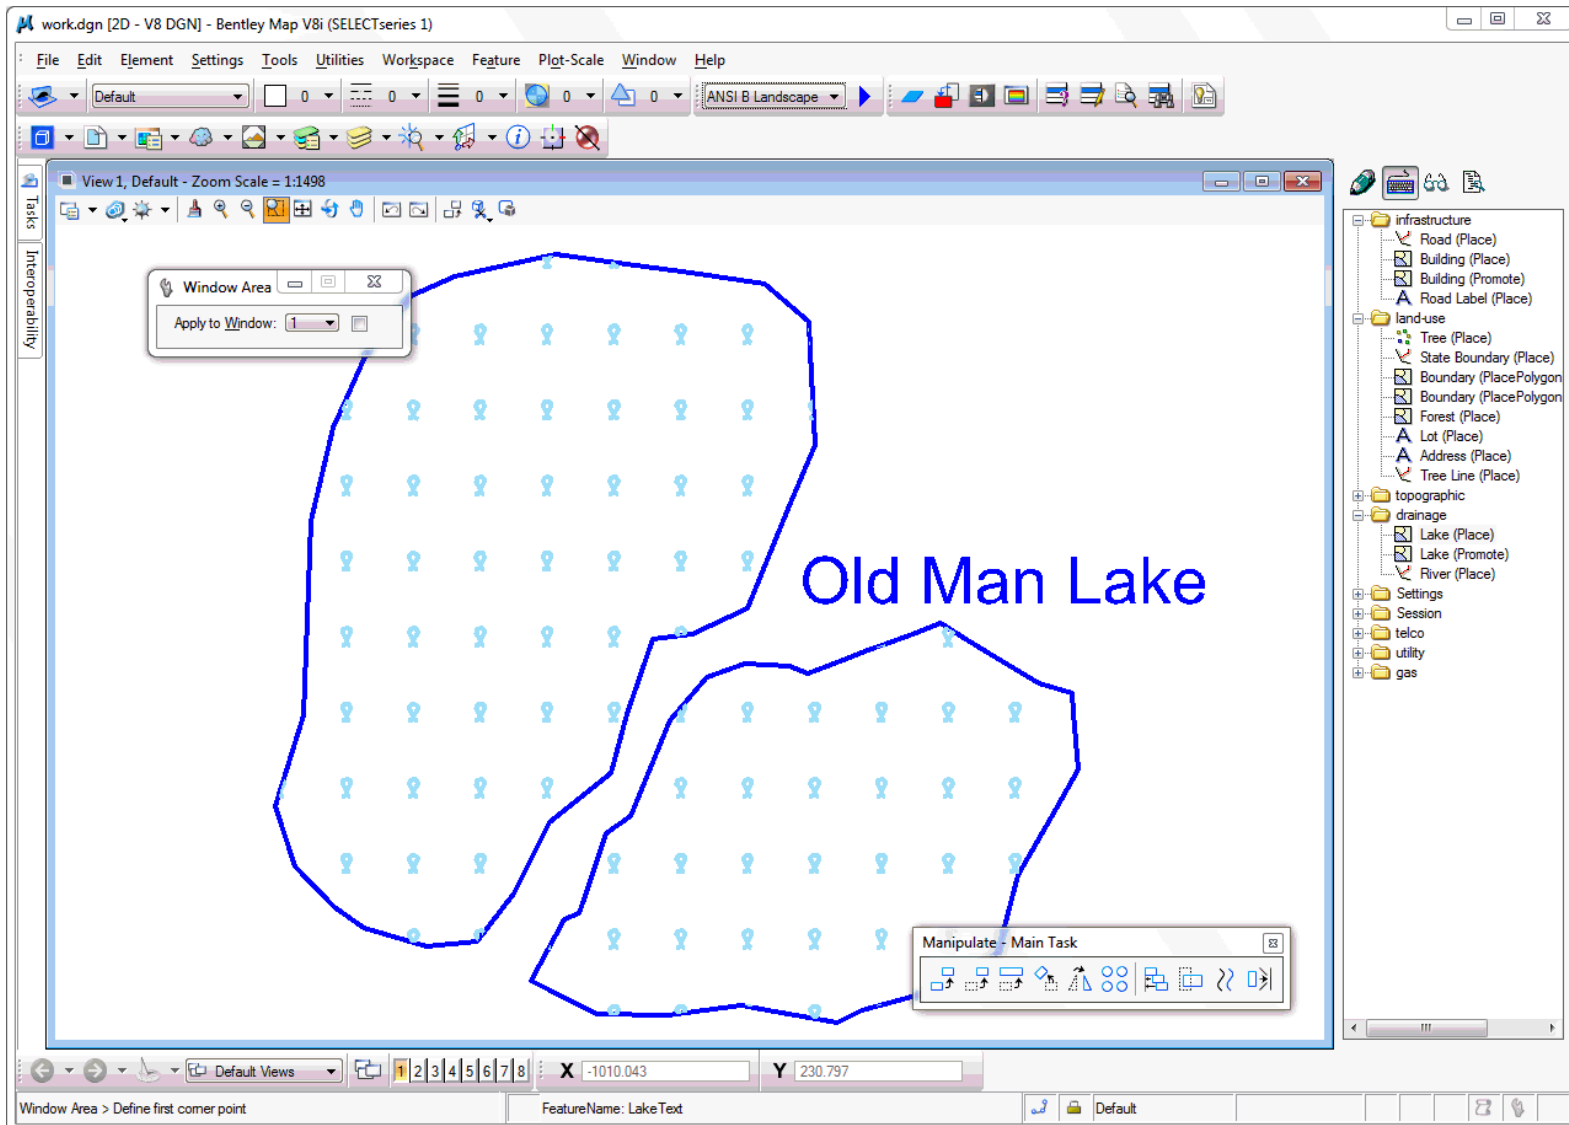 work.dgn [2D - V8 DGN] - Bentley Map V8i (SELECTseries 1)
File Edit Element Settings Tools Utilities Workspace Feature Plot-Scale Window Help
Default 0 0 0 0 0 ANSI B Landscape
View 1, Default - Zoom Scale = 1:1498
Tasks
Interoperability
Window Area
Apply to Window: 1
Old Man Lake
Manipulate - Main Task
infrastructure
Road (Place)
Building (Place)
Building (Promote)
Road Label (Place)
land-use
Tree (Place)
State Boundary (Place)
Boundary (PlacePolygon
Boundary (PlacePolygon
Forest (Place)
Lot (Place)
Address (Place)
Tree Line (Place)
topographic
drainage
Lake (Place)
Lake (Promote)
River (Place)
Settings
Session
telco
utility
gas
Default Views 1 2 3 4 5 6 7 8 X -1010.043 Y 230.797
Window Area > Define first corner point FeatureName: LakeText Default